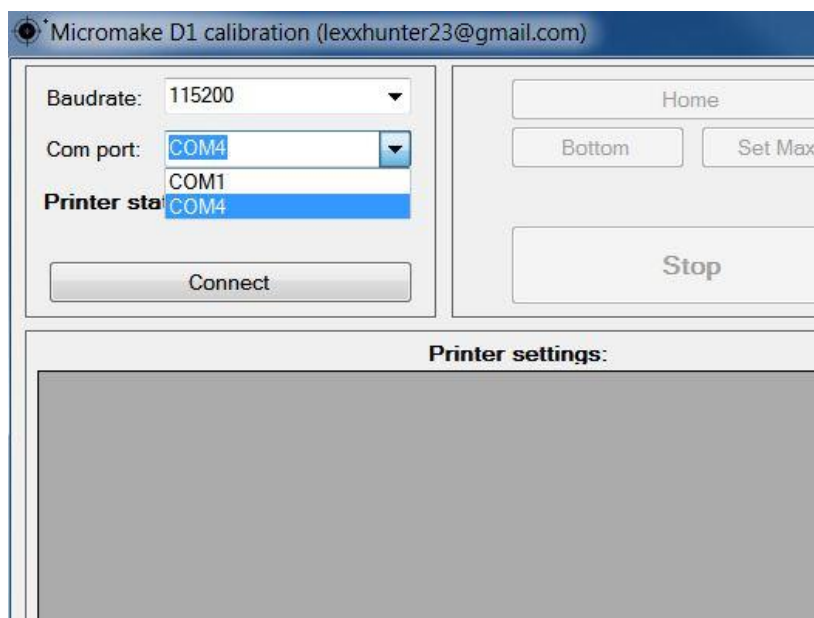 Micromake D1 calibration (lexxhunter23@gmail.com)
Baudrate: 115200
Com port: COM4
COM1
COM4
Printer
Connect
Home
Bottom Set Max
Stop
Printer settings: